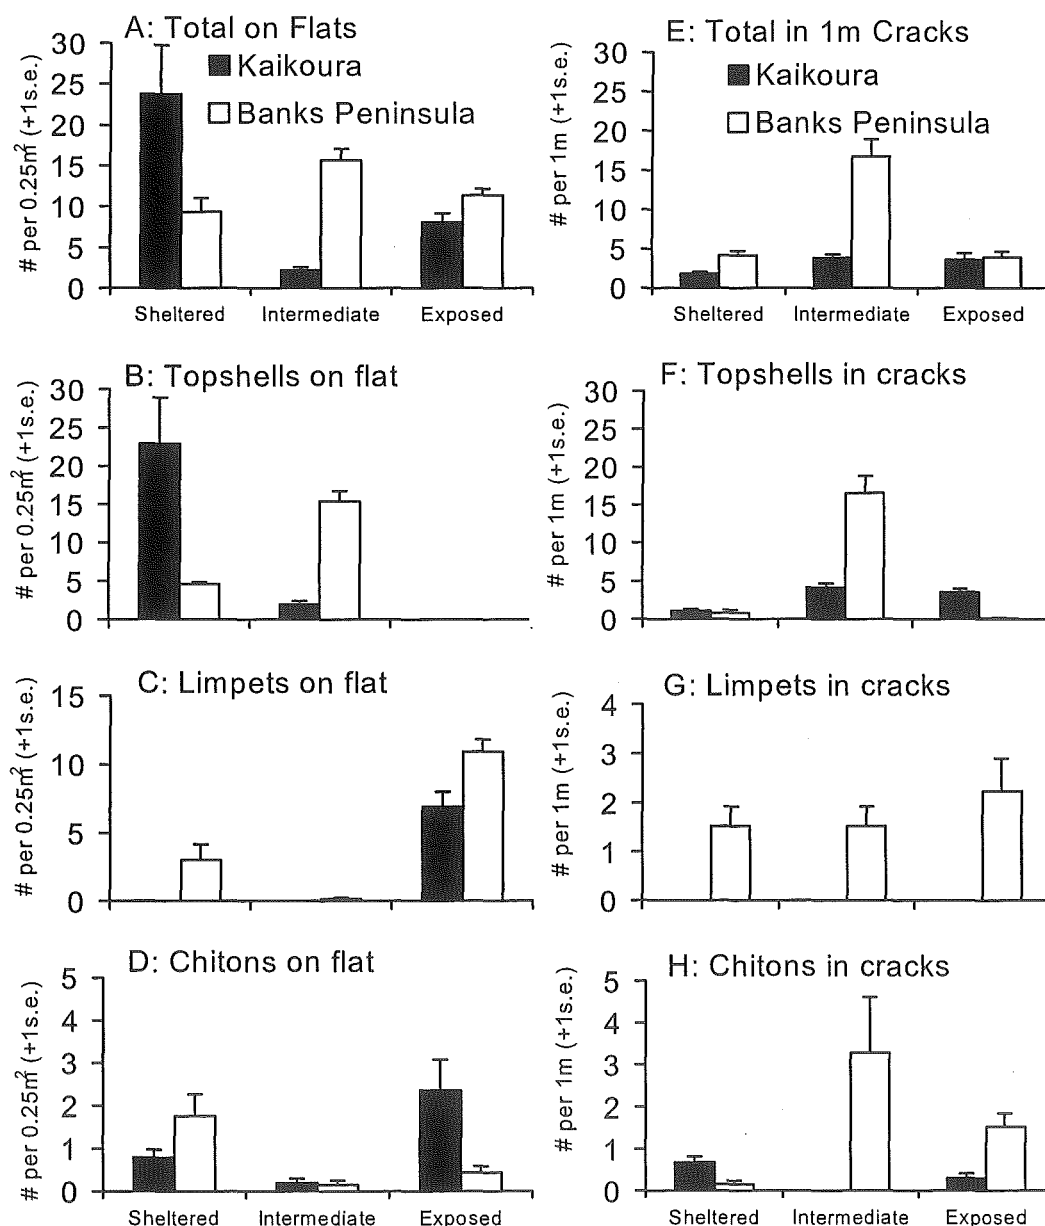 A: Total on Flats
Kaikoura
Banks Peninsula
# per 0.25m² (+1s.e.)
30
25
20
15
10
5
0
Sheltered Intermediate Exposed
E: Total in 1m Cracks
Kaikoura
Banks Peninsula
# per 1m (+1s.e.)
30
25
20
15
10
5
0
Sheltered Intermediate Exposed
B: Topshells on flat
# per 0.25m² (+1s.e.)
30
25
20
15
10
5
0
F: Topshells in cracks
# per 1m (+1s.e.)
30
25
20
15
10
5
0
C: Limpets on flat
# per 0.25m² (+1s.e.)
15
10
5
0
G: Limpets in cracks
# per 1m (+1s.e.)
4
3
2
1
0
D: Chitons on flat
# per 0.25m² (+1s.e.)
5
4
3
2
1
0
Sheltered Intermediate Exposed
H: Chitons in cracks
# per 1m (+1s.e.)
5
4
3
2
1
0
Sheltered Intermediate Exposed